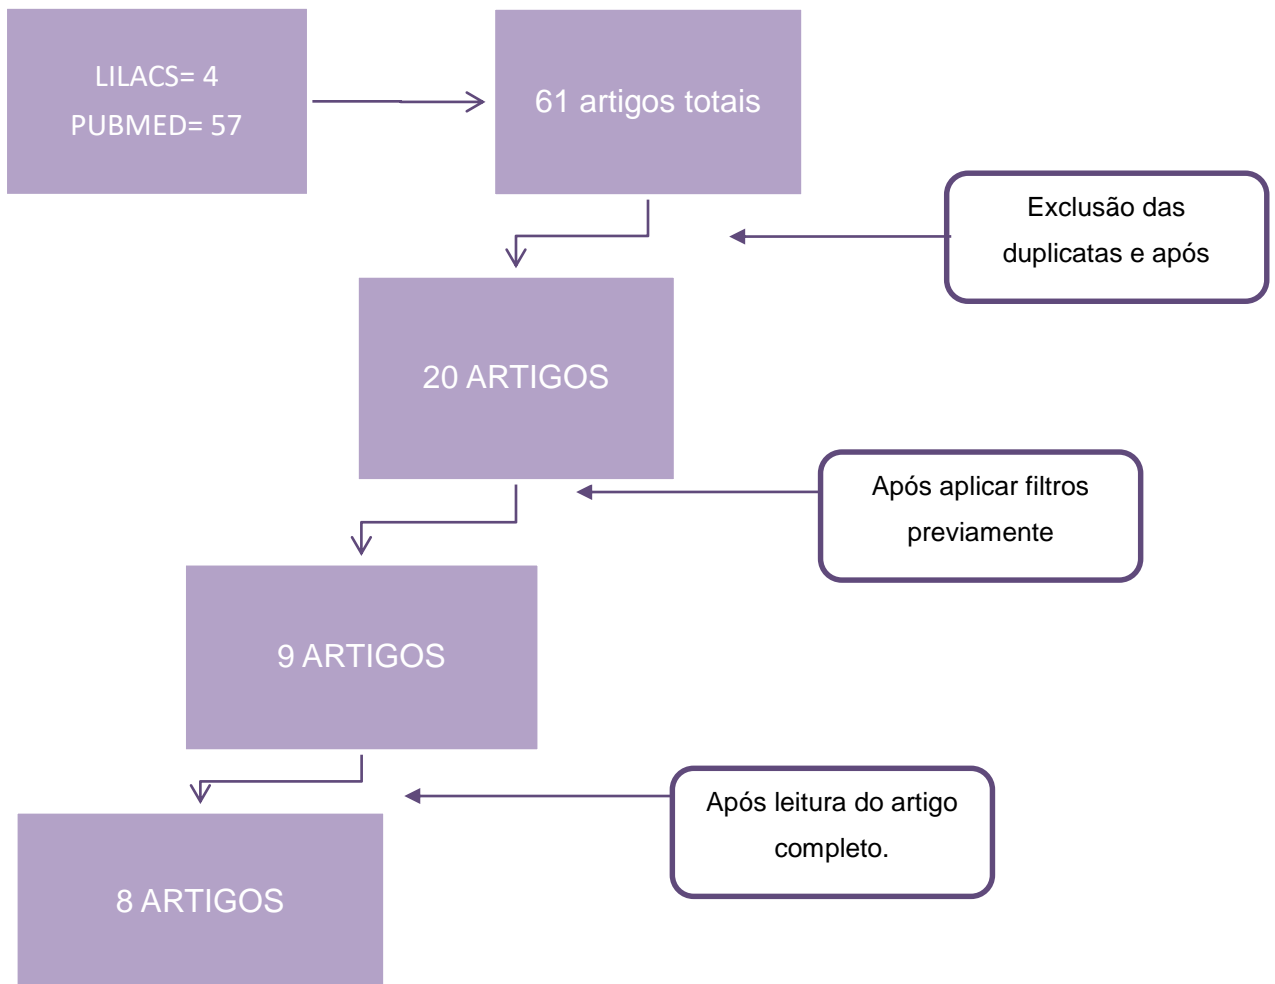 LILACS= 4
PUBMED= 57
61 artigos totais
Exclusão das
duplicatas e após
20 ARTIGOS
Após aplicar filtros
previamente
9 ARTIGOS
Após leitura do artigo
completo.
8 ARTIGOS